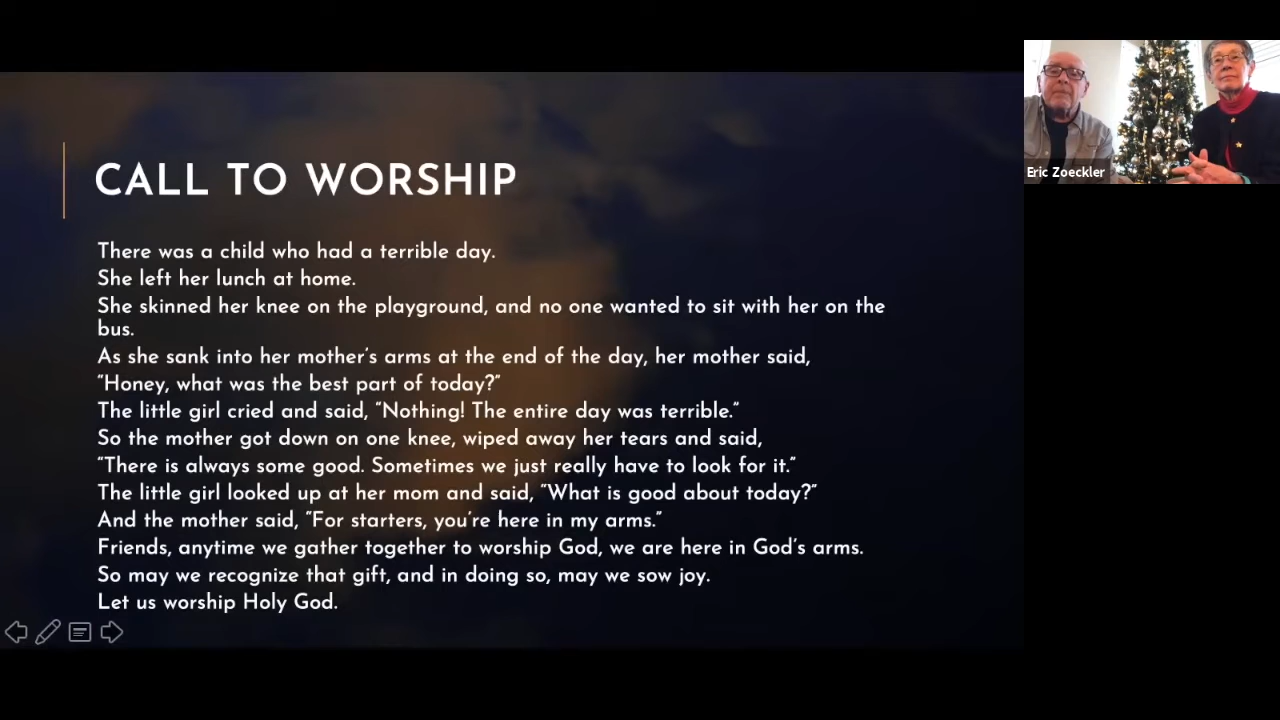 CALL TO WORSHIP
There was a child who had a terrible day.
She left her lunch at home.
She skinned her knee on the playground, and no one wanted to sit with her on the
bus.
As she sank into her mother's arms at the end of the day, her mother said,
“Honey, what was the best part of today?”
The little girl cried and said, “Nothing! The entire day was terrible.”
So the mother got down on one knee, wiped away her tears and said,
“There is always some good. Sometimes we just really have to look for it.”
The little girl looked up at her mom and said, “What is good about today?”
And the mother said, “For starters, you're here in my arms.”
Friends, anytime we gather together to worship God, we are here in God's arms.
So may we recognize that gift, and in doing so, may we sow joy.
Let us worship Holy God.
Eric Zoeckler